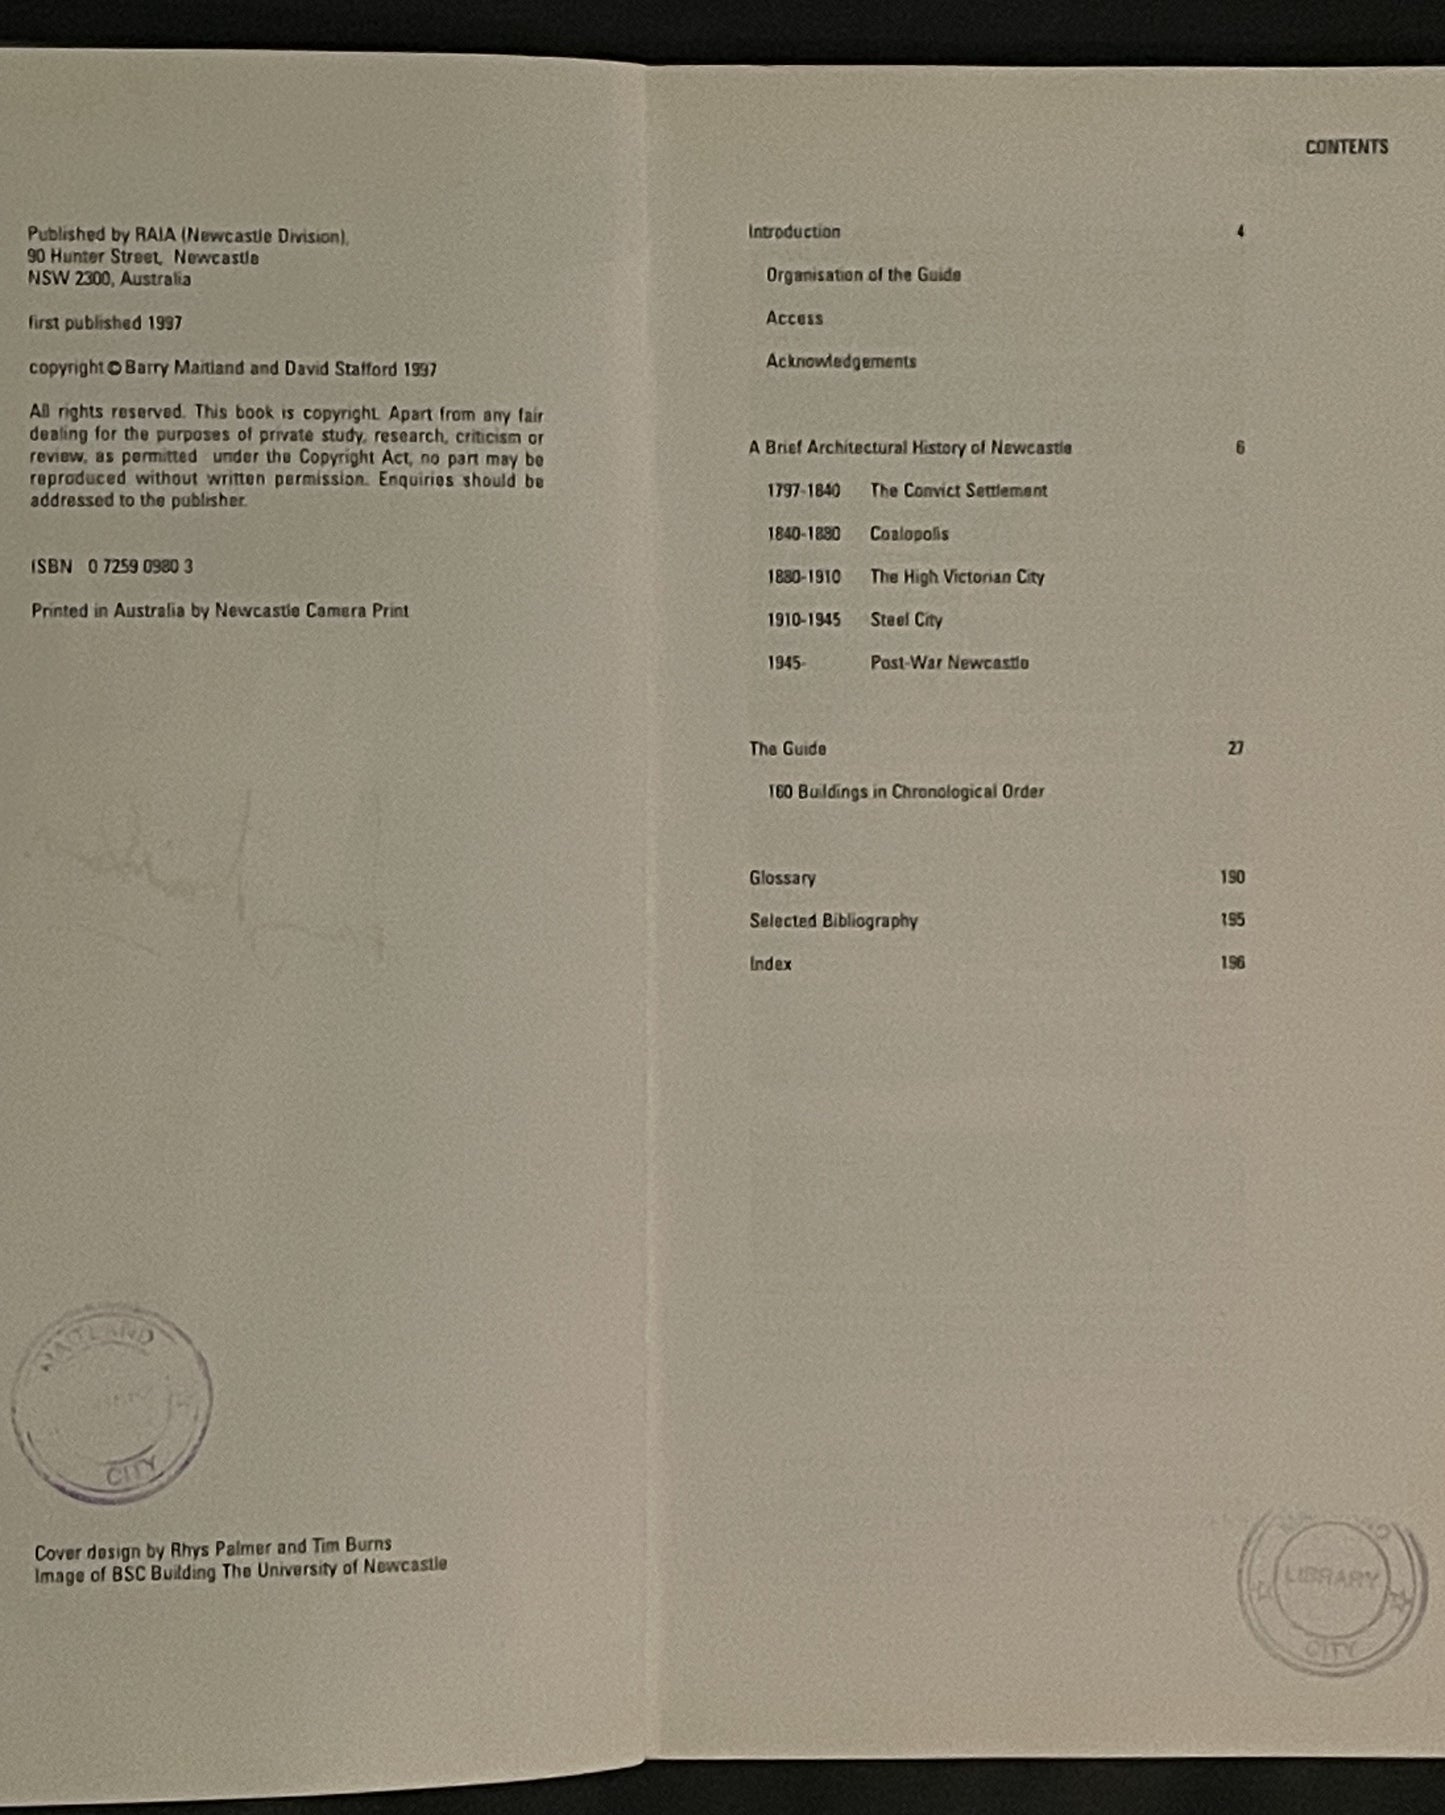 Published by RAIA (Newcastle Division),
90 Hunter Street, Newcastle
NSW 2300, Australia
first published 1997
copyright © Barry Maitland and David Stafford 1997
All rights reserved. This book is copyright. Apart from any fair
dealing for the purposes of private study, research, criticism or
review, as permitted under the Copyright Act, no part may be
reproduced without written permission. Enquiries should be
addressed to the publisher.
ISBN 0 7259 0980 3
Printed in Australia by Newcastle Camera Print
MAITLAND
CITY
Cover design by Rhys Palmer and Tim Burns
Image of BSC Building The University of Newcastle
CONTENTS
Introduction 4
Organisation of the Guide
Access
Acknowledgements
A Brief Architectural History of Newcastle 6
1797-1840 The Convict Settlement
1840-1880 Coalopolis
1880-1910 The High Victorian City
1910-1945 Steel City
1945- Post-War Newcastle
The Guide 27
160 Buildings in Chronological Order
Glossary 190
Selected Bibliography 195
Index 196
LIBRARY
CITY